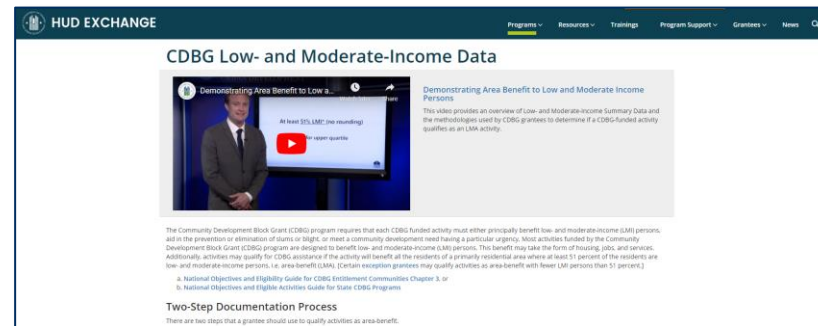 HUD EXCHANGE
Programs Resources Trainings Program Support Grantees News
CDBG Low- and Moderate-Income Data
Demonstrating Area Benefit to Low a...
Share
At least 51% LMI* (no rounding)
upper quartile
Demonstrating Area Benefit to Low and Moderate Income
Persons
This video provides an overview of Low- and Moderate-Income Summary Data and
the methodologies used by CDBG grantees to determine if a CDBG-funded activity
qualifies as an LMA activity.
The Community Development Block Grant (CDBG) program requires that each CDBG funded activity must either principally benefit low- and moderate-income (LMI) persons,
aid in the prevention or elimination of slums or blight, or meet a community development need having a particular urgency. Most activities funded by the Community
Development Block Grant (CDBG) program are designed to benefit low- and moderate-income (LMI) persons. This benefit may take the form of housing, jobs, and services.
Additionally, activities may qualify for CDBG assistance if the activity will benefit all the residents of a primarily residential area where at least 51 percent of the residents are
low- and moderate-income persons, i.e. area-benefit (LMA). [Certain exception grantees may qualify activities as area-benefit with fewer LMI persons than 51 percent.]
a. National Objectives and Eligibility Guide for CDBG Entitlement Communities Chapter 3, or
b. National Objectives and Eligible Activities Guide for State CDBG Programs
Two-Step Documentation Process
There are two steps that a grantee should use to qualify activities as area-benefit.